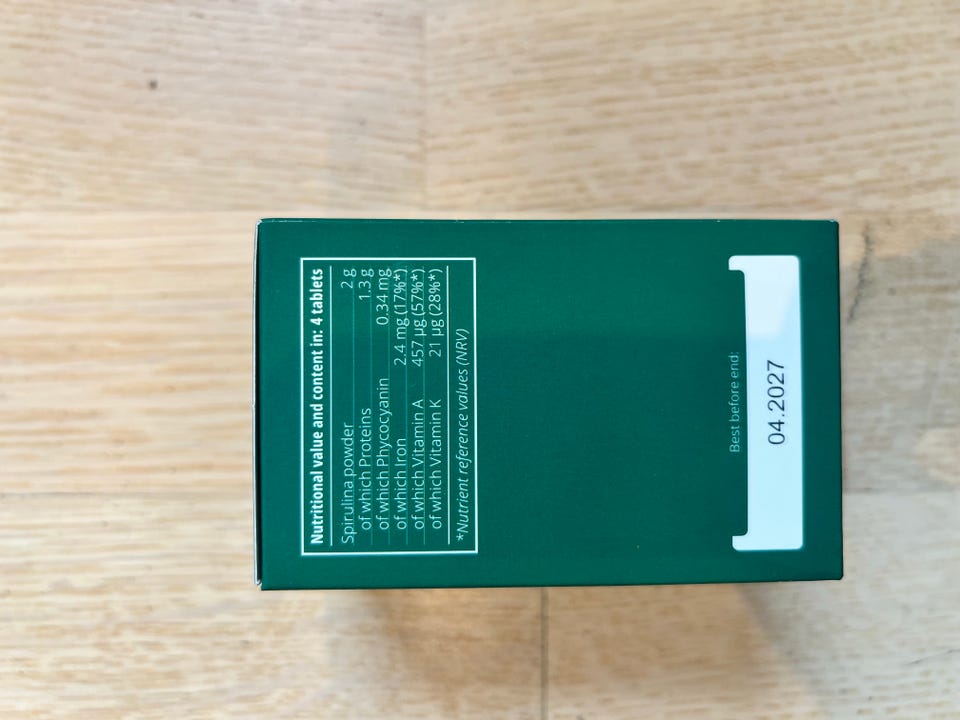 Nutritional value and content in: 4 tablets
Spirulina powder 2 g
of which Proteins 1.3 g
of which Phycocyanin 0.34 mg
of which Iron 2.4 mg (17%*)
of which Vitamin A 457 µg (57%*)
of which Vitamin K 21 µg (28%*)
*Nutrient reference values (NRV)
Best before end:
04.2027